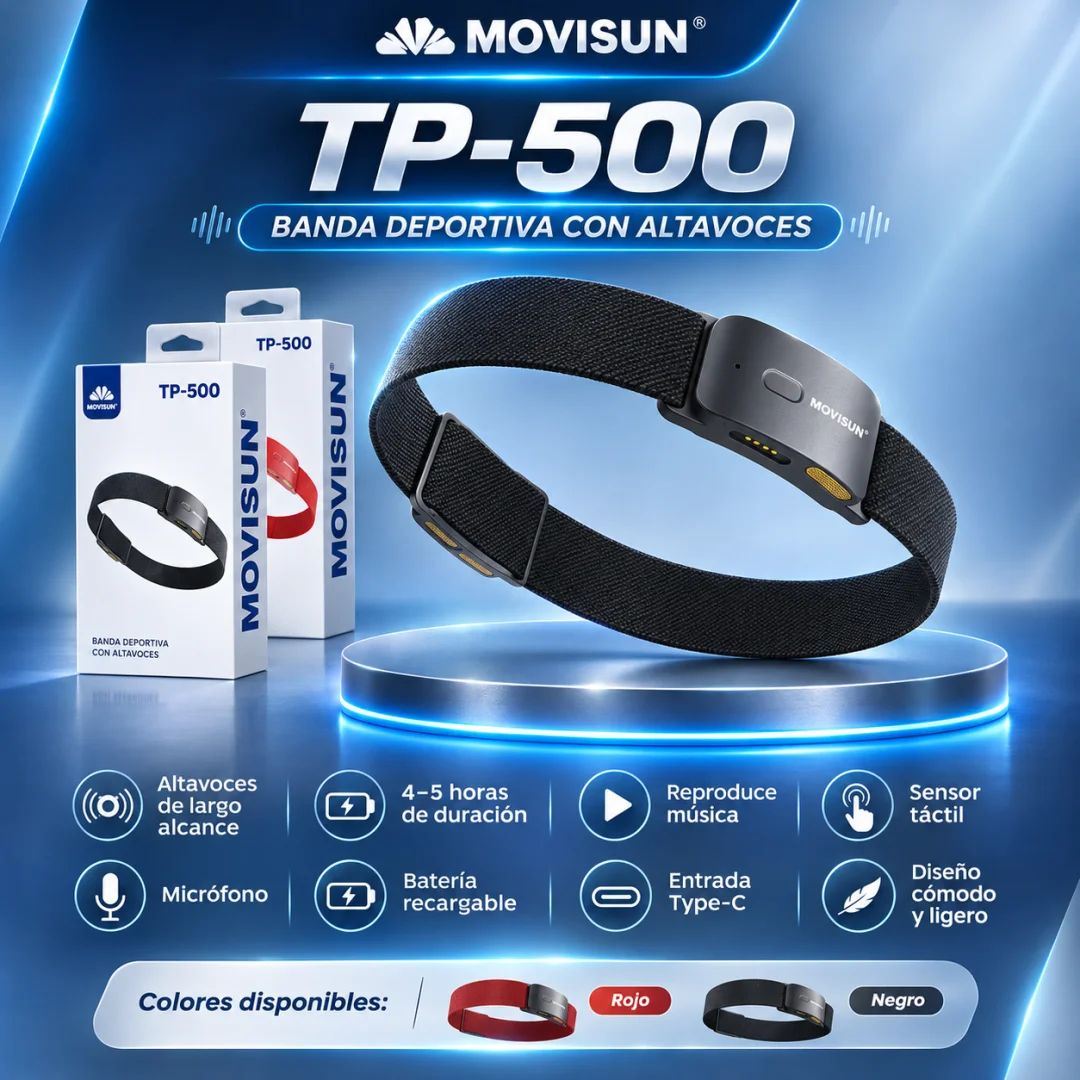 MOVISUN®
TP-500
BANDA DEPORTIVA CON ALTAVOCES
TP-500
MOVISUN®
MOVISUN®
TP-500
MOVISUN®
BANDA DEPORTIVA
CON ALTAVOCES
MOVISUN®
Altavoces
de largo
alcance
4–5 horas
de duración
Reproduce
música
Sensor
táctil
Micrófono
Batería
recargable
Entrada
Type-C
Diseño
cómodo
y ligero
Colores disponibles:
Rojo
Negro